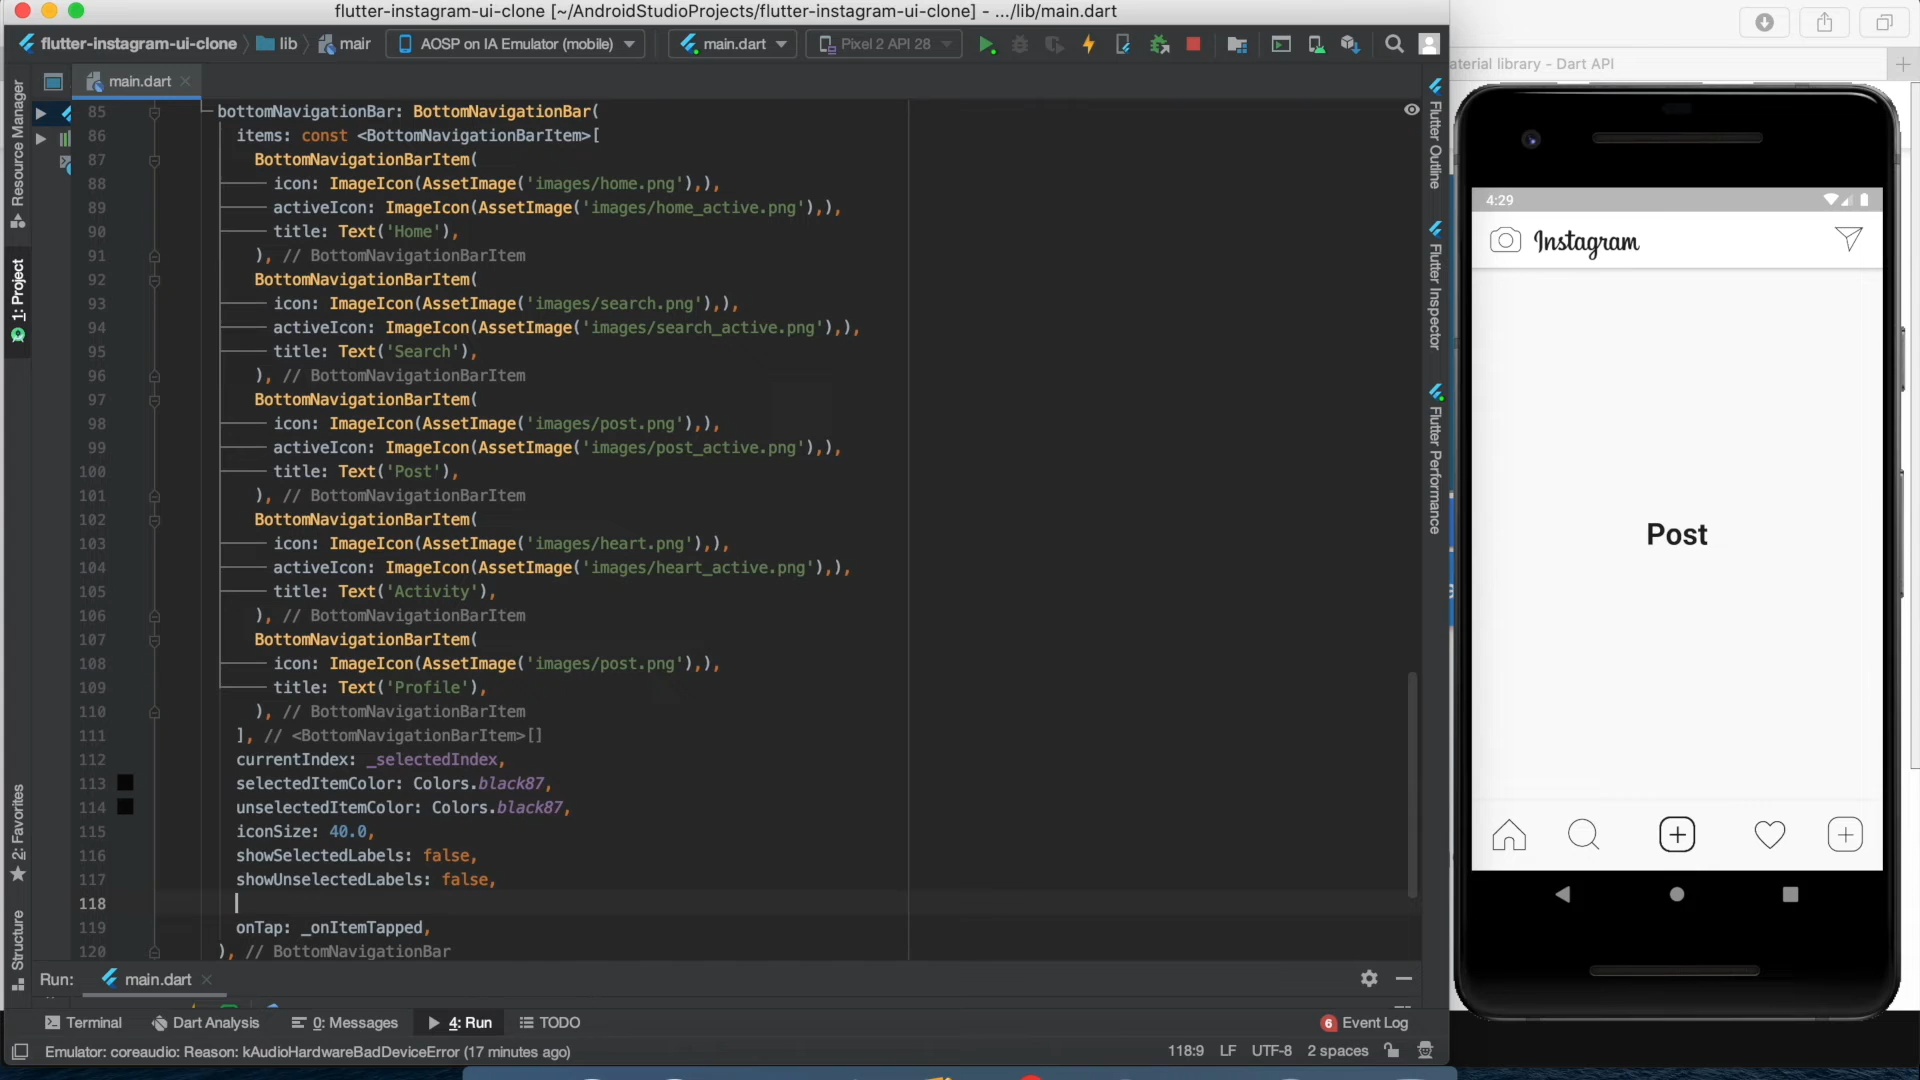 flutter-instagram-ui-clone [~/AndroidStudioProjects/flutter-instagram-ui-clone] - .../lib/main.dart
flutter-instagram-ui-clone
lib
mair
AOSP on IA Emulator (mobile)
main.dart
Pixel 2 API 28
aterial library - Dart API
main.dart
85 bottomNavigationBar: BottomNavigationBar(
86 items: const <BottomNavigationBarItem>[
87 BottomNavigationBarItem(
88 icon: ImageIcon(AssetImage('images/home.png'),),
89 activeIcon: ImageIcon(AssetImage('images/home_active.png'),),
90 title: Text('Home'),
91 ), // BottomNavigationBarItem
92 BottomNavigationBarItem(
93 icon: ImageIcon(AssetImage('images/search.png'),),
94 activeIcon: ImageIcon(AssetImage('images/search_active.png'),),
95 title: Text('Search'),
96 ), // BottomNavigationBarItem
97 BottomNavigationBarItem(
98 icon: ImageIcon(AssetImage('images/post.png'),),
99 activeIcon: ImageIcon(AssetImage('images/post_active.png'),),
100 title: Text('Post'),
101 ), // BottomNavigationBarItem
102 BottomNavigationBarItem(
103 icon: ImageIcon(AssetImage('images/heart.png'),),
104 activeIcon: ImageIcon(AssetImage('images/heart_active.png'),),
105 title: Text('Activity'),
106 ), // BottomNavigationBarItem
107 BottomNavigationBarItem(
108 icon: ImageIcon(AssetImage('images/post.png'),),
109 title: Text('Profile'),
110 ), // BottomNavigationBarItem
111 ], // <BottomNavigationBarItem>[]
112 currentIndex: _selectedIndex,
113 selectedItemColor: Colors.black87,
114 unselectedItemColor: Colors.black87,
115 iconSize: 40.0,
116 showSelectedLabels: false,
117 showUnselectedLabels: false,
118
119 onTap: _onItemTapped,
120 ), // BottomNavigationBar
Resource Manager
1: Project
2: Favorites
Structure
Flutter Outline
Flutter Inspector
Flutter Performance
4:29
Instagram
Post
Run: main.dart
Terminal
Dart Analysis
0: Messages
4: Run
TODO
6 Event Log
Emulator: coreaudio: Reason: kAudioHardwareBadDeviceError (17 minutes ago)
118:9 LF UTF-8 2 spaces